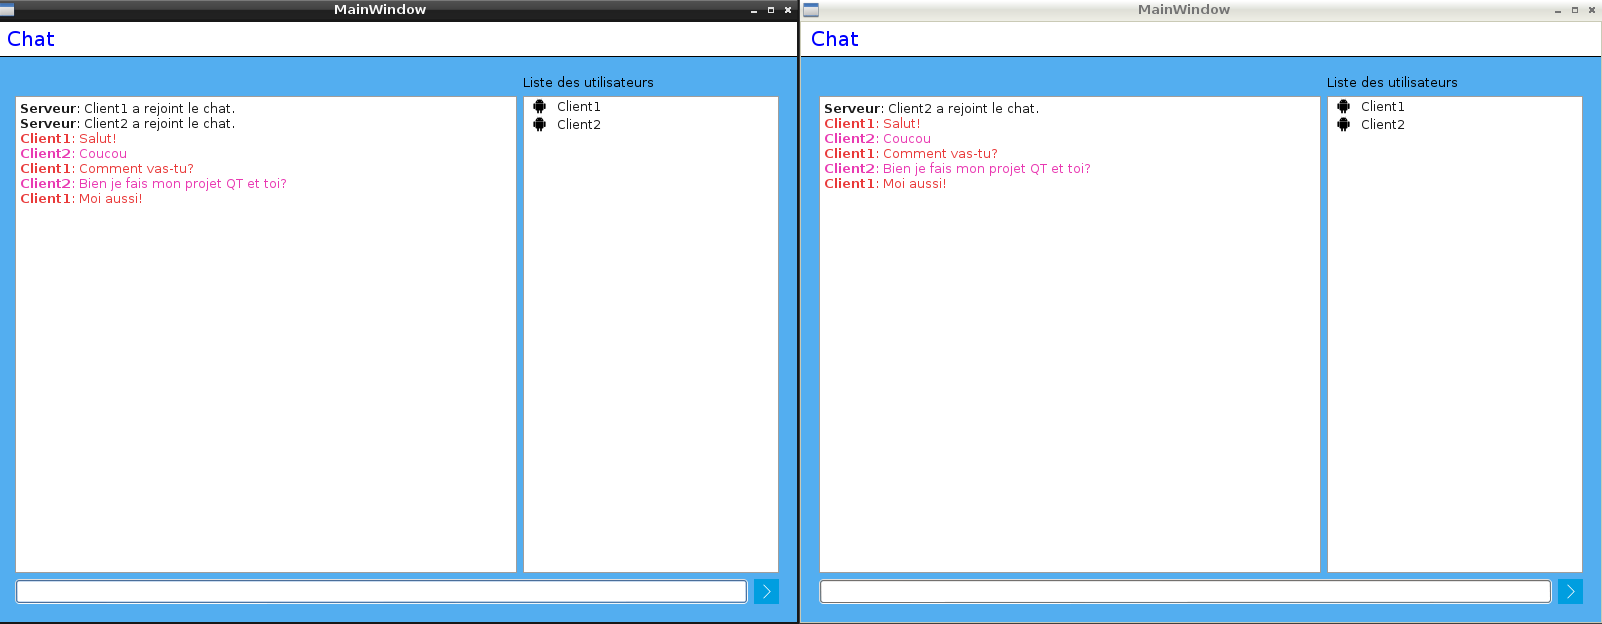 MainWindow
Chat
Liste des utilisateurs
Serveur: Client1 a rejoint le chat.
Serveur: Client2 a rejoint le chat.
Client1: Salut!
Client2: Coucou
Client1: Comment vas-tu?
Client2: Bien je fais mon projet QT et toi?
Client1: Moi aussi!
Client1
Client2
MainWindow
Chat
Liste des utilisateurs
Serveur: Client2 a rejoint le chat.
Client1: Salut!
Client2: Coucou
Client1: Comment vas-tu?
Client2: Bien je fais mon projet QT et toi?
Client1: Moi aussi!
Client1
Client2